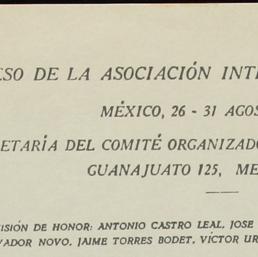 ESO DE LA ASOCIACIÓN INT
MÉXICO, 26 - 31 AGOS
ETARÍA DEL COMITÉ ORGANIZADO
GUANAJUATO 125, ME
ISIÓN DE HONOR: ANTONIO CASTRO LEAL, JOSE
VADOR NOVO, JAIME TORRES BODET, VÍCTOR UR